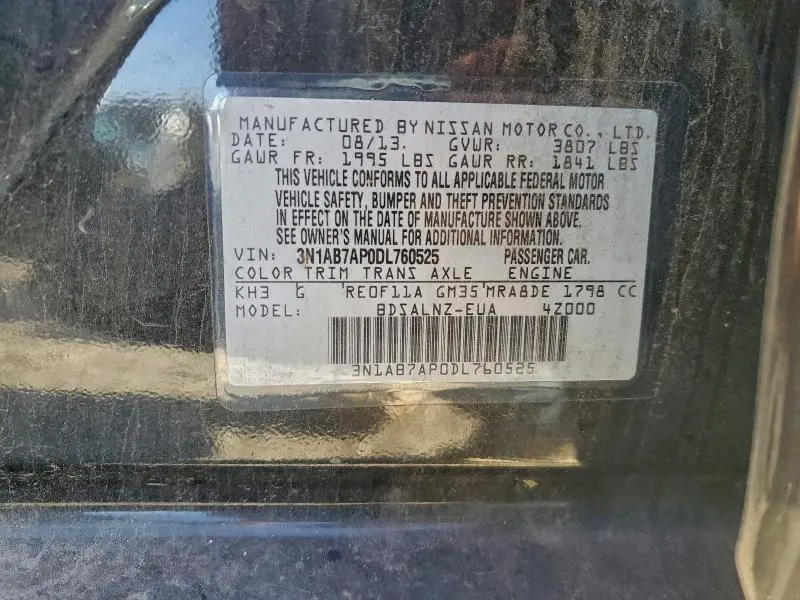 MANUFACTURED BY NISSAN MOTOR CO., LTD.
DATE: 08/13. GVWR: 3807 LBS
GAWR FR: 1995 LBS GAWR RR: 1841 LBS
THIS VEHICLE CONFORMS TO ALL APPLICABLE FEDERAL MOTOR
VEHICLE SAFETY, BUMPER AND THEFT PREVENTION STANDARDS
IN EFFECT ON THE DATE OF MANUFACTURE SHOWN ABOVE.
SEE OWNER'S MANUAL FOR ADDITIONAL INFORMATION.
VIN: 3N1AB7AP0DL760525 PASSENGER CAR.
COLOR TRIM TRANS AXLE ENGINE
KH3 G RE0F11A GM35 MRA8DE 1798 CC
MODEL: BDSALNZ-EUA 4Z000
3N1AB7AP0DL760525